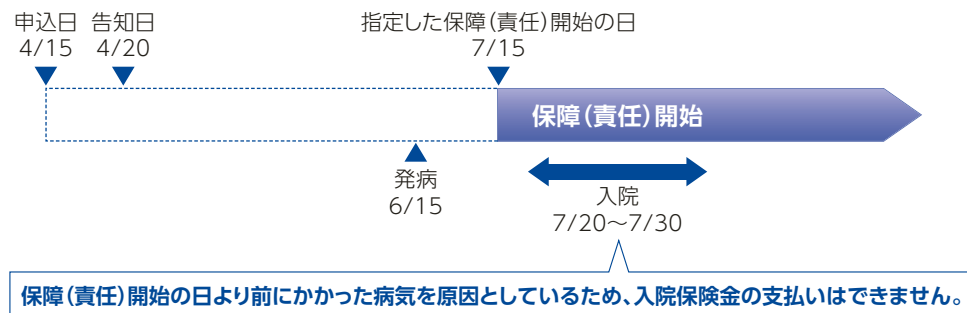 申込日 告知日 指定した保障(責任)開始の日
4/15 4/20 7/15
保障(責任)開始
発病
6/15
入院
7/20～7/30
保障(責任)開始の日より前にかかった病気を原因としているため、入院保険金の支払いはできません。